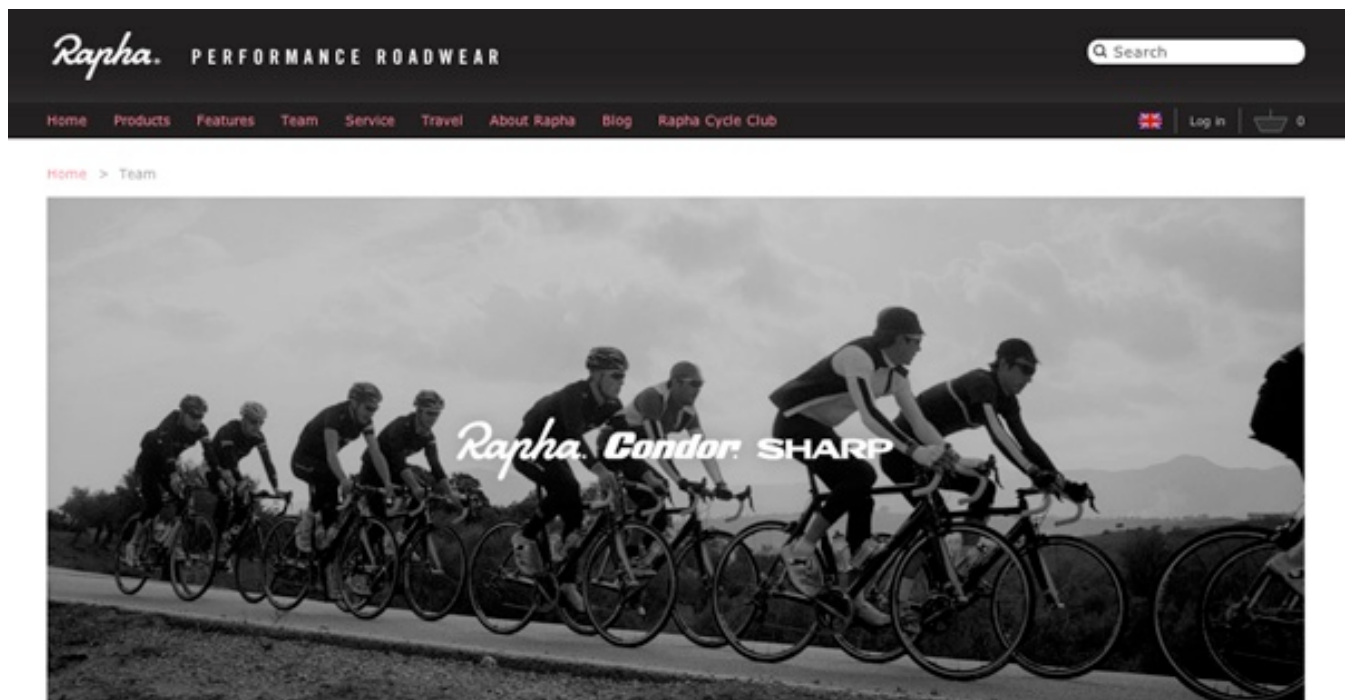 Rapha. PERFORMANCE ROADWEAR
Search
Home Products Features Team Service Travel About Rapha Blog Rapha Cycle Club
Log in 0
Home > Team
Rapha. Condor. SHARP